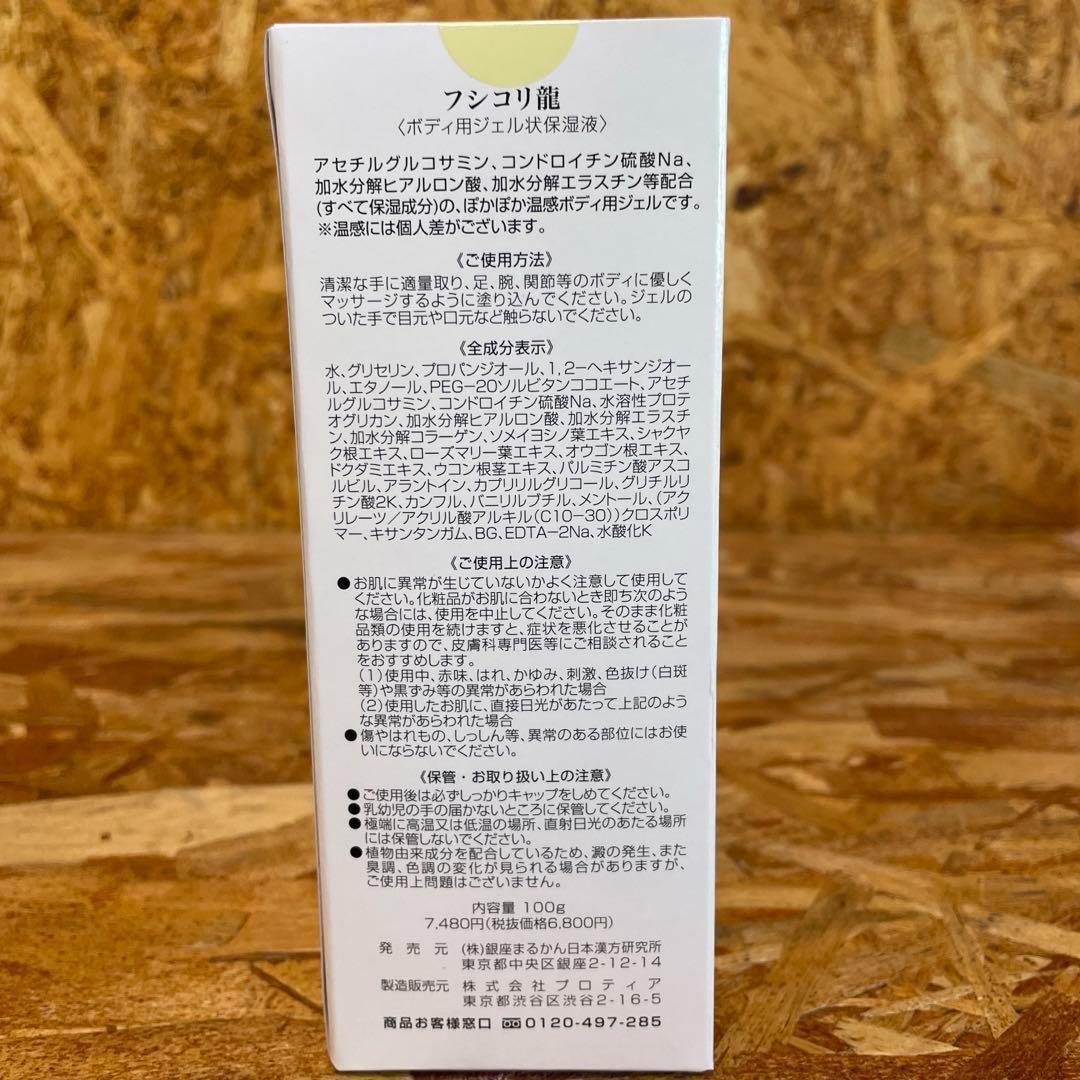 フシコリ龍
〈ボディ用ジェル状保湿液〉
アセチルグルコサミン、コンドロイチン硫酸Na、
加水分解ヒアルロン酸、加水分解エラスチン等配合
(すべて保湿成分)の、ぽかぽか温感ボディ用ジェルです。
※温感には個人差がございます。
《ご使用方法》
清潔な手に適量取り、足、腕、関節等のボディに優しく
マッサージするように塗り込んでください。ジェルの
ついた手で目元や口元など触らないでください。
《全成分表示》
水、グリセリン、プロパンジオール、1,2−ヘキサンジオー
ル、エタノール、PEG−20ソルビタンココエート、アセチ
ルグルコサミン、コンドロイチン硫酸Na、水溶性プロテ
オグリカン、加水分解ヒアルロン酸、加水分解エラスチ
ン、加水分解コラーゲン、ソメイヨシノ葉エキス、シャクヤ
ク根エキス、ローズマリー葉エキス、オウゴン根エキス、
ドクダミエキス、ウコン根茎エキス、パルミチン酸アスコ
ルビル、アラントイン、カプリリルグリコール、グリチルリ
チン酸2K、カンフル、バニリルブチル、メントール、(アク
リレーツ/アクリル酸アルキル(C10−30))クロスポリ
マー、キサンタンガム、BG、EDTA−2Na、水酸化K
《ご使用上の注意》
●お肌に異常が生じていないかよく注意して使用して
ください。化粧品がお肌に合わないとき即ち次のよう
な場合には、使用を中止してください。そのまま化粧
品類の使用を続けますと、症状を悪化させることが
ありますので、皮膚科専門医等にご相談されること
をおすすめします。
(1)使用中、赤味、はれ、かゆみ、刺激、色抜け(白斑
等)や黒ずみ等の異常があらわれた場合
(2)使用したお肌に、直接日光があたって上記のよう
な異常があらわれた場合
●傷やはれもの、しっしん等、異常のある部位にはお使
いにならないでください。
《保管・お取り扱い上の注意》
●ご使用後は必ずしっかりキャップをしめてください。
●乳幼児の手の届かないところに保管してください。
●極端に高温又は低温の場所、直射日光のあたる場所
には保管しないでください。
●植物由来成分を配合しているため、澱の発生、また
臭調、色調の変化が見られる場合がありますが、
ご使用上問題はございません。
内容量 100g
7,480円(税抜価格6,800円)
発売元 (株)銀座まるかん日本漢方研究所
東京都中央区銀座2-12-14
製造販売元 株式会社プロティア
東京都渋谷区渋谷2-16-5
商品お客様窓口 0120-497-285